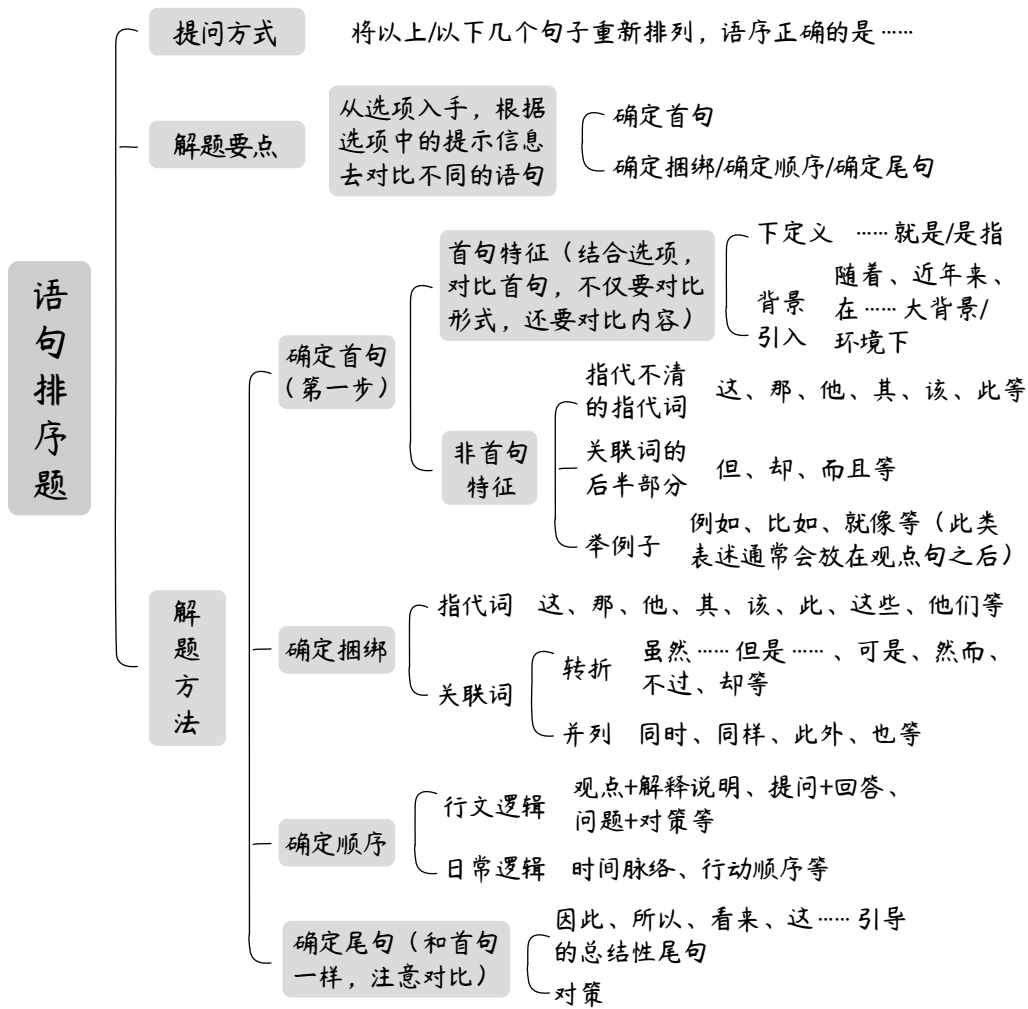 语句排序题
提问方式
将以上/以下几个句子重新排列，语序正确的是……
解题要点
从选项入手，根据
选项中的提示信息
去对比不同的语句
确定首句
确定捆绑/确定顺序/确定尾句
解题方法
确定首句
（第一步）
首句特征（结合选项，
对比首句，不仅要对比
形式，还要对比内容）
下定义 ……就是/是指
背景
引入
随着、近年来、
在……大背景/
环境下
非首句
特征
指代不清
的指代词
这、那、他、其、该、此等
关联词的
后半部分
但、却、而且等
举例子
例如、比如、就像等（此类
表述通常会放在观点句之后）
确定捆绑
指代词 这、那、他、其、该、此、这些、他们等
关联词
转折
虽然……但是……、可是、然而、
不过、却等
并列 同时、同样、此外、也等
确定顺序
行文逻辑
观点+解释说明、提问+回答、
问题+对策等
日常逻辑 时间脉络、行动顺序等
确定尾句（和首句
一样，注意对比）
因此、所以、看来、这……引导
的总结性尾句
对策